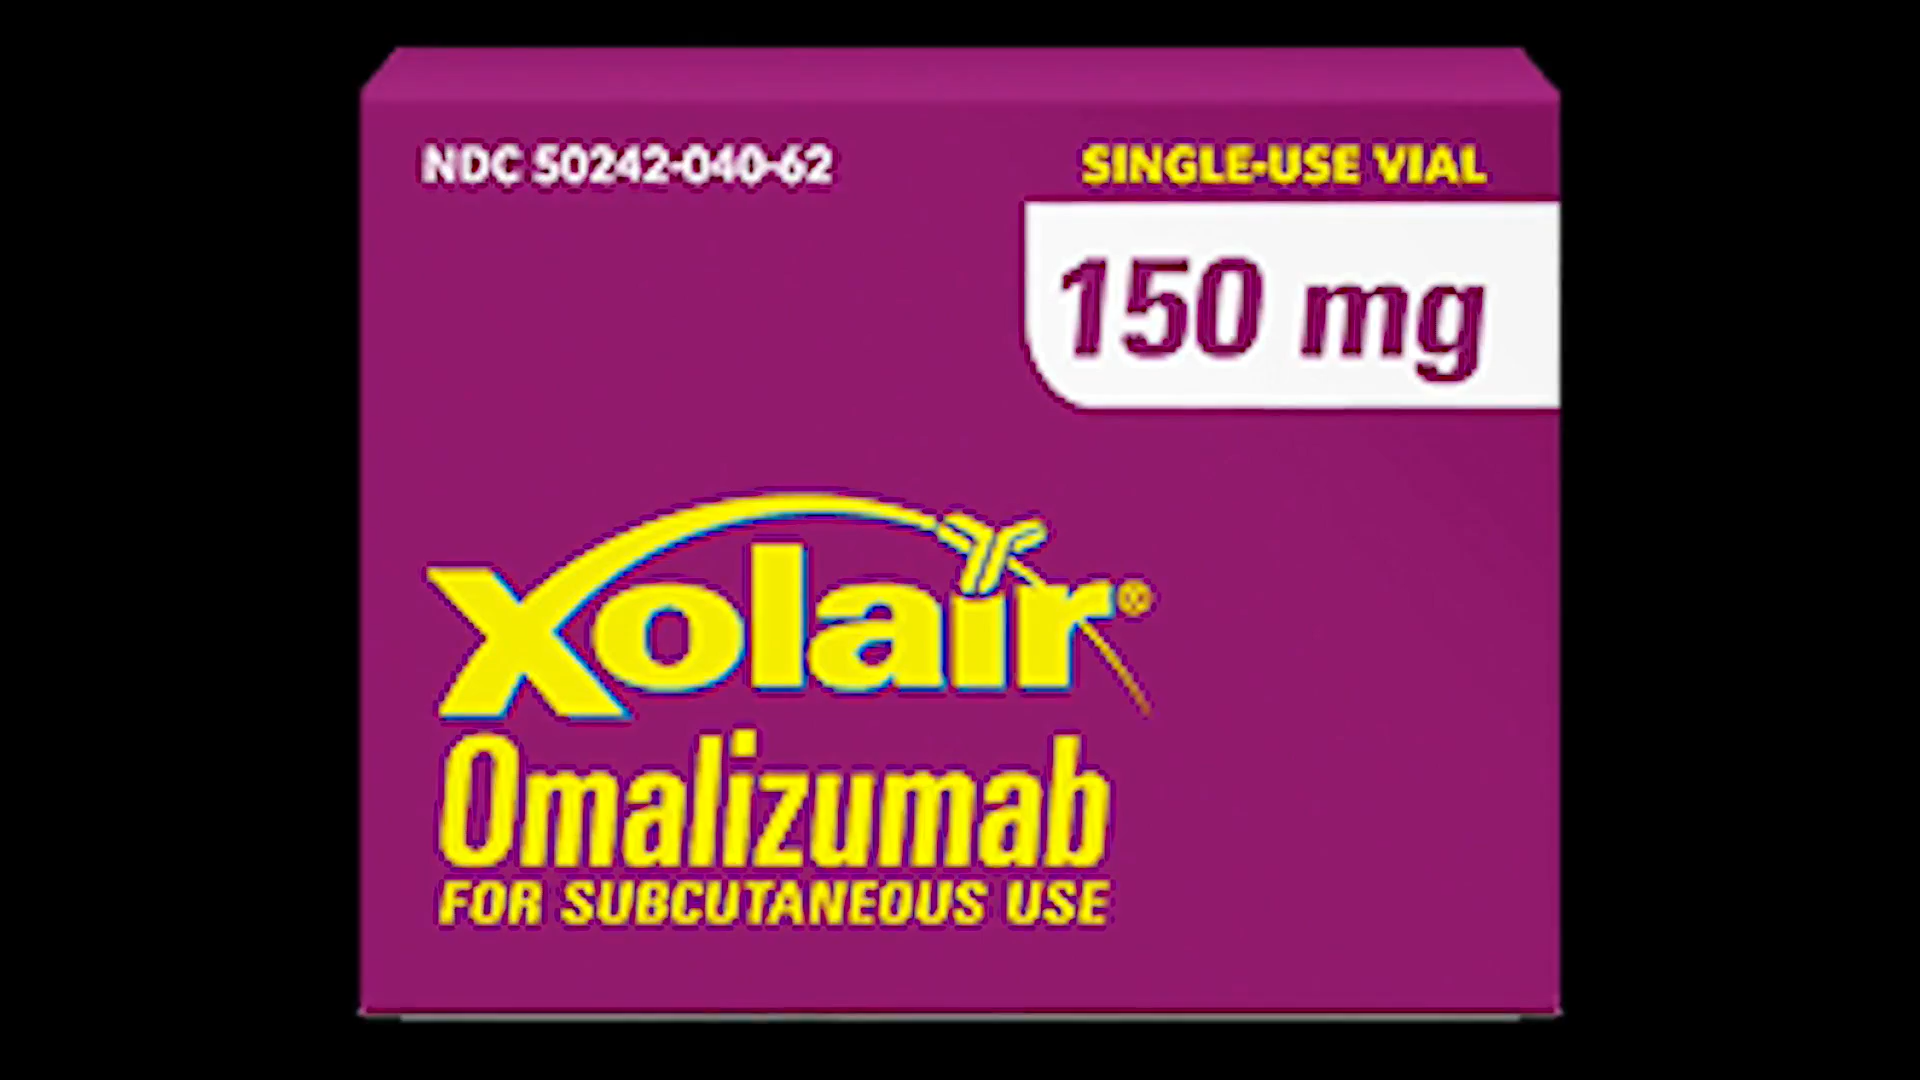 NDC 50242-040-62
SINGLE-USE VIAL
150 mg
Xolair®
Omalizumab
FOR SUBCUTANEOUS USE